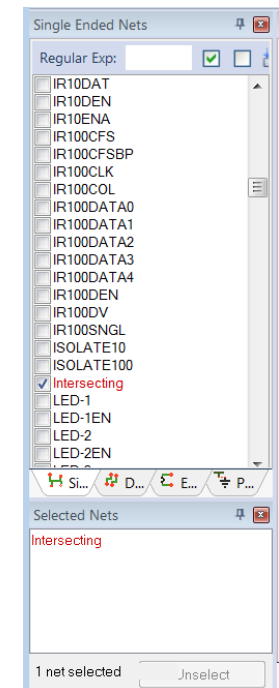 Single Ended Nets
Regular Exp:
IR10DAT
IR10DEN
IR10ENA
IR100CFS
IR100CFSBP
IR100CLK
IR100COL
IR100DATA0
IR100DATA1
IR100DATA2
IR100DATA3
IR100DATA4
IR100DEN
IR100DV
IR100SNGL
ISOLATE10
ISOLATE100
Intersecting
LED-1
LED-1EN
LED-2
LED-2EN
Si... D... E... P...
Selected Nets
Intersecting
1 net selected Unselect